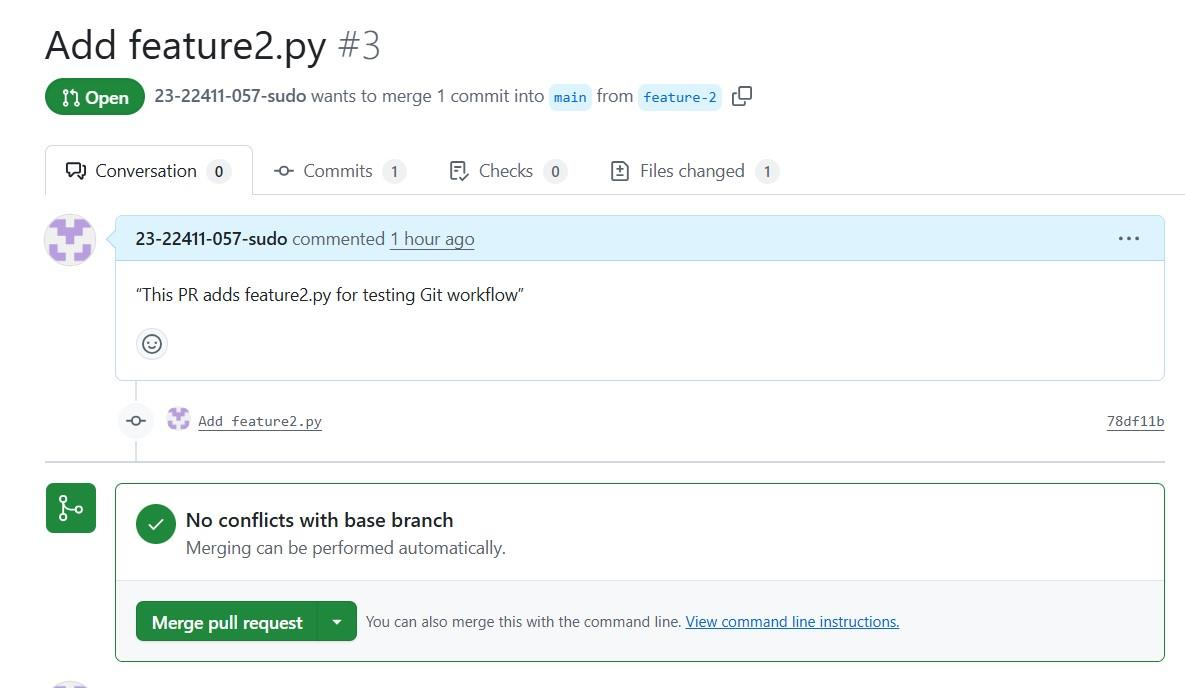 Add feature2.py #3
Open 23-22411-057-sudo wants to merge 1 commit into main from feature-2
Conversation 0 Commits 1 Checks 0 Files changed 1
23-22411-057-sudo commented 1 hour ago
“This PR adds feature2.py for testing Git workflow”
Add feature2.py 78df11b
No conflicts with base branch
Merging can be performed automatically.
Merge pull request You can also merge this with the command line. View command line instructions.